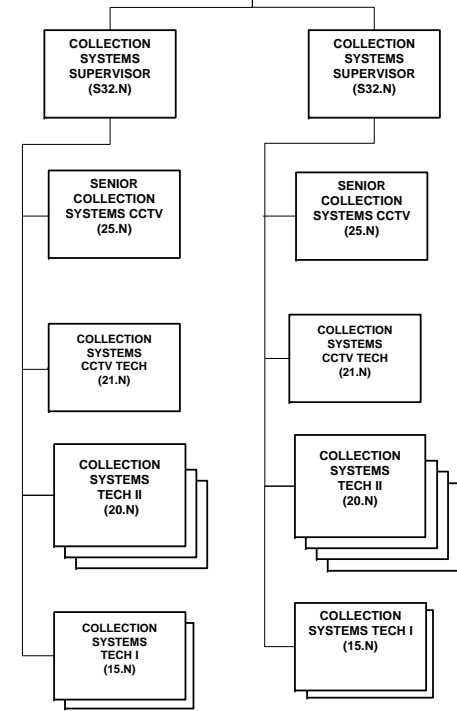 COLLECTION
SYSTEMS
SUPERVISOR
(S32.N)
COLLECTION
SYSTEMS
SUPERVISOR
(S32.N)
SENIOR
COLLECTION
SYSTEMS CCTV
(25.N)
SENIOR
COLLECTION
SYSTEMS CCTV
(25.N)
COLLECTION
SYSTEMS
CCTV TECH
(21.N)
COLLECTION
SYSTEMS
CCTV TECH
(21.N)
COLLECTION
SYSTEMS
TECH II
(20.N)
COLLECTION
SYSTEMS
TECH II
(20.N)
COLLECTION
SYSTEMS
TECH I
(15.N)
COLLECTION
SYSTEMS TECH I
(15.N)